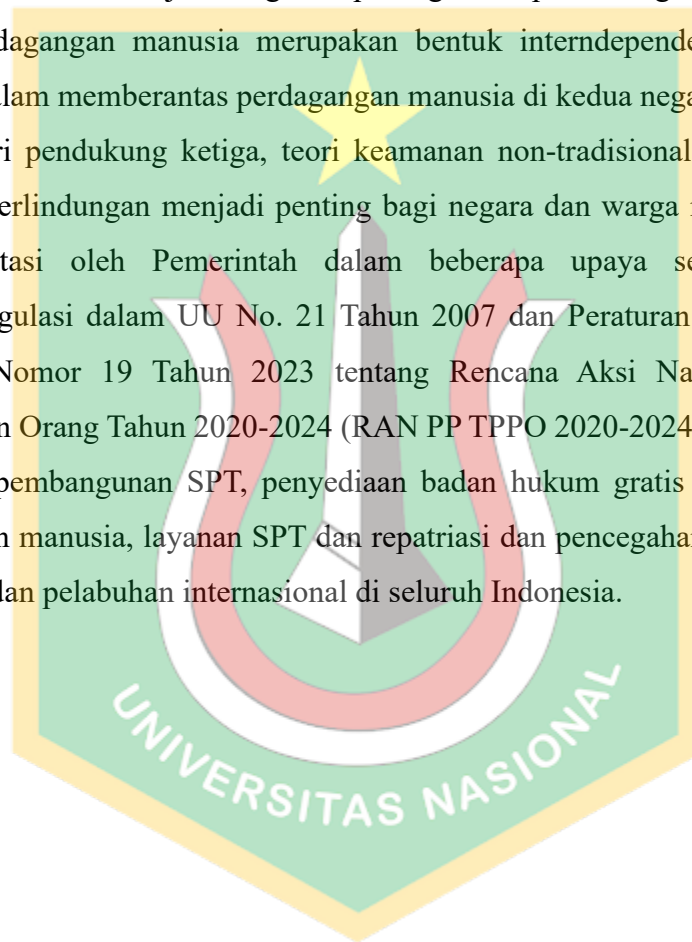 dagangan manusia merupakan bentuk interndepende
alam memberantas perdagangan manusia di kedua nega
ri pendukung ketiga, teori keamanan non-tradisional
erlindungan menjadi penting bagi negara dan warga
tasi oleh Pemerintah dalam beberapa upaya se
gulasi dalam UU No. 21 Tahun 2007 dan Peraturan
Nomor 19 Tahun 2023 tentang Rencana Aksi Na
n Orang Tahun 2020-2024 (RAN PP TPPO 2020-2024
pembangunan SPT, penyediaan badan hukum gratis
n manusia, layanan SPT dan repatriasi dan pencegahan
dan pelabuhan internasional di seluruh Indonesia.
UNIVERSITAS NASIONAL